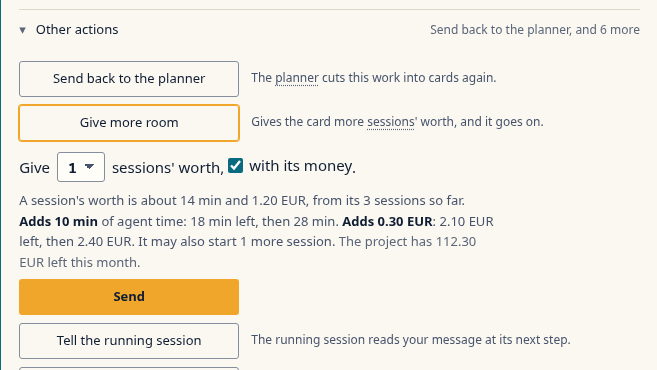 ▾ Other actions Send back to the planner, and 6 more
Send back to the planner The planner cuts this work into cards again.
Give more room Gives the card more sessions' worth, and it goes on.
Give 1 sessions' worth, with its money.
A session's worth is about 14 min and 1.20 EUR, from its 3 sessions so far.
Adds 10 min of agent time: 18 min left, then 28 min. Adds 0.30 EUR: 2.10 EUR
left, then 2.40 EUR. It may also start 1 more session. The project has 112.30
EUR left this month.
Send
Tell the running session The running session reads your message at its next step.